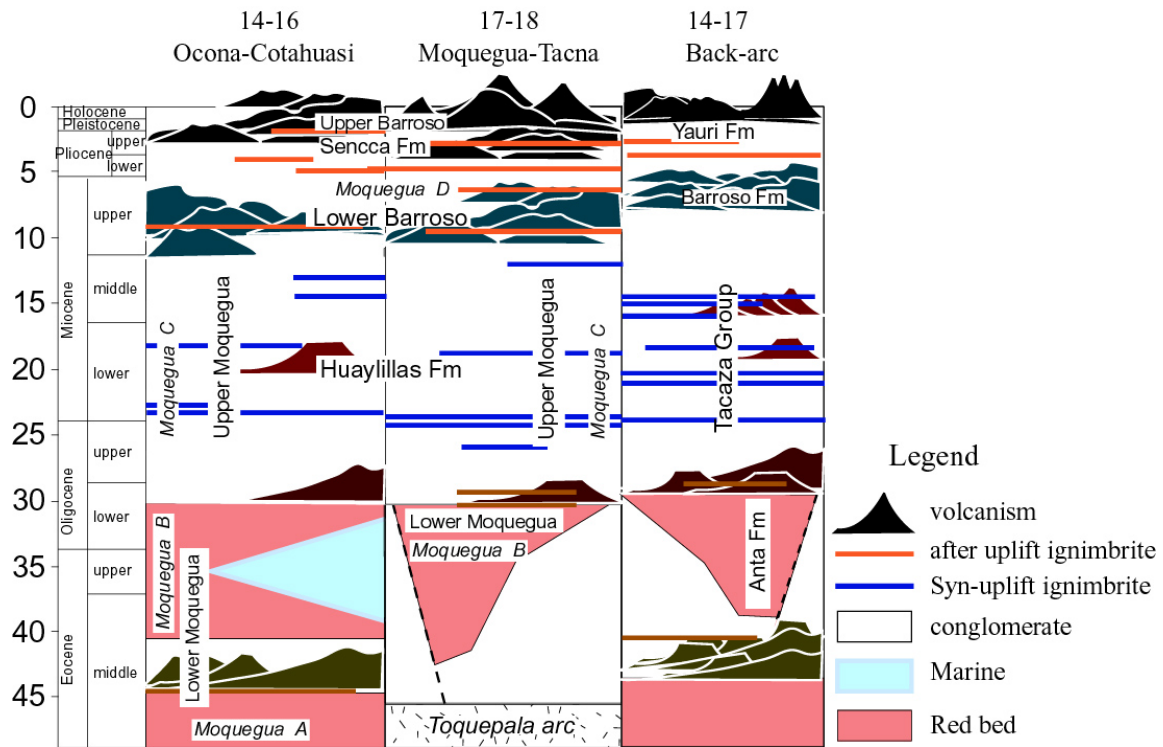 14-16
Ocona-Cotahuasi
17-18
Moquegua-Tacna
14-17
Back-arc
0
5
10
15
20
25
30
35
40
45
Holocene
Pleistocene
Pliocene
upper
lower
Miocene
upper
middle
lower
Oligocene
upper
lower
Eocene
upper
middle
Upper Barroso
Sencca Fm
Yauri Fm
Moquegua D
Lower Barroso
Barroso Fm
Moquegua C
Upper Moquegua
Huaylillas Fm
Upper Moquegua
Moquegua C
Tacaza Group
Moquegua B
Lower Moquegua
Lower Moquegua
Moquegua B
Anta Fm
Moquegua A
Toquepala arc
Legend
volcanism
after uplift ignimbrite
Syn-uplift ignimbrite
conglomerate
Marine
Red bed